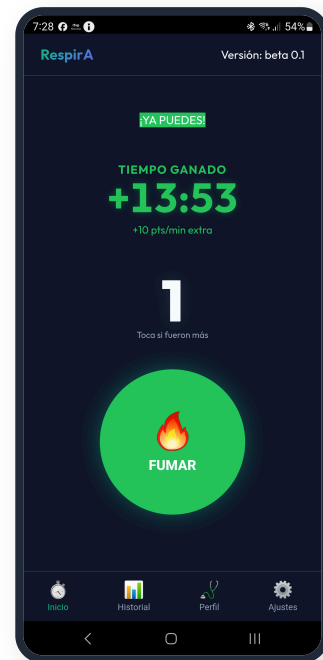 7:28
54%
RespirA
Versión: beta 0.1
¡YA PUEDES!
TIEMPO GANADO
+13:53
+10 pts/min extra
1
Toca si fueron más
FUMAR
Inicio
Historial
Perfil
Ajustes